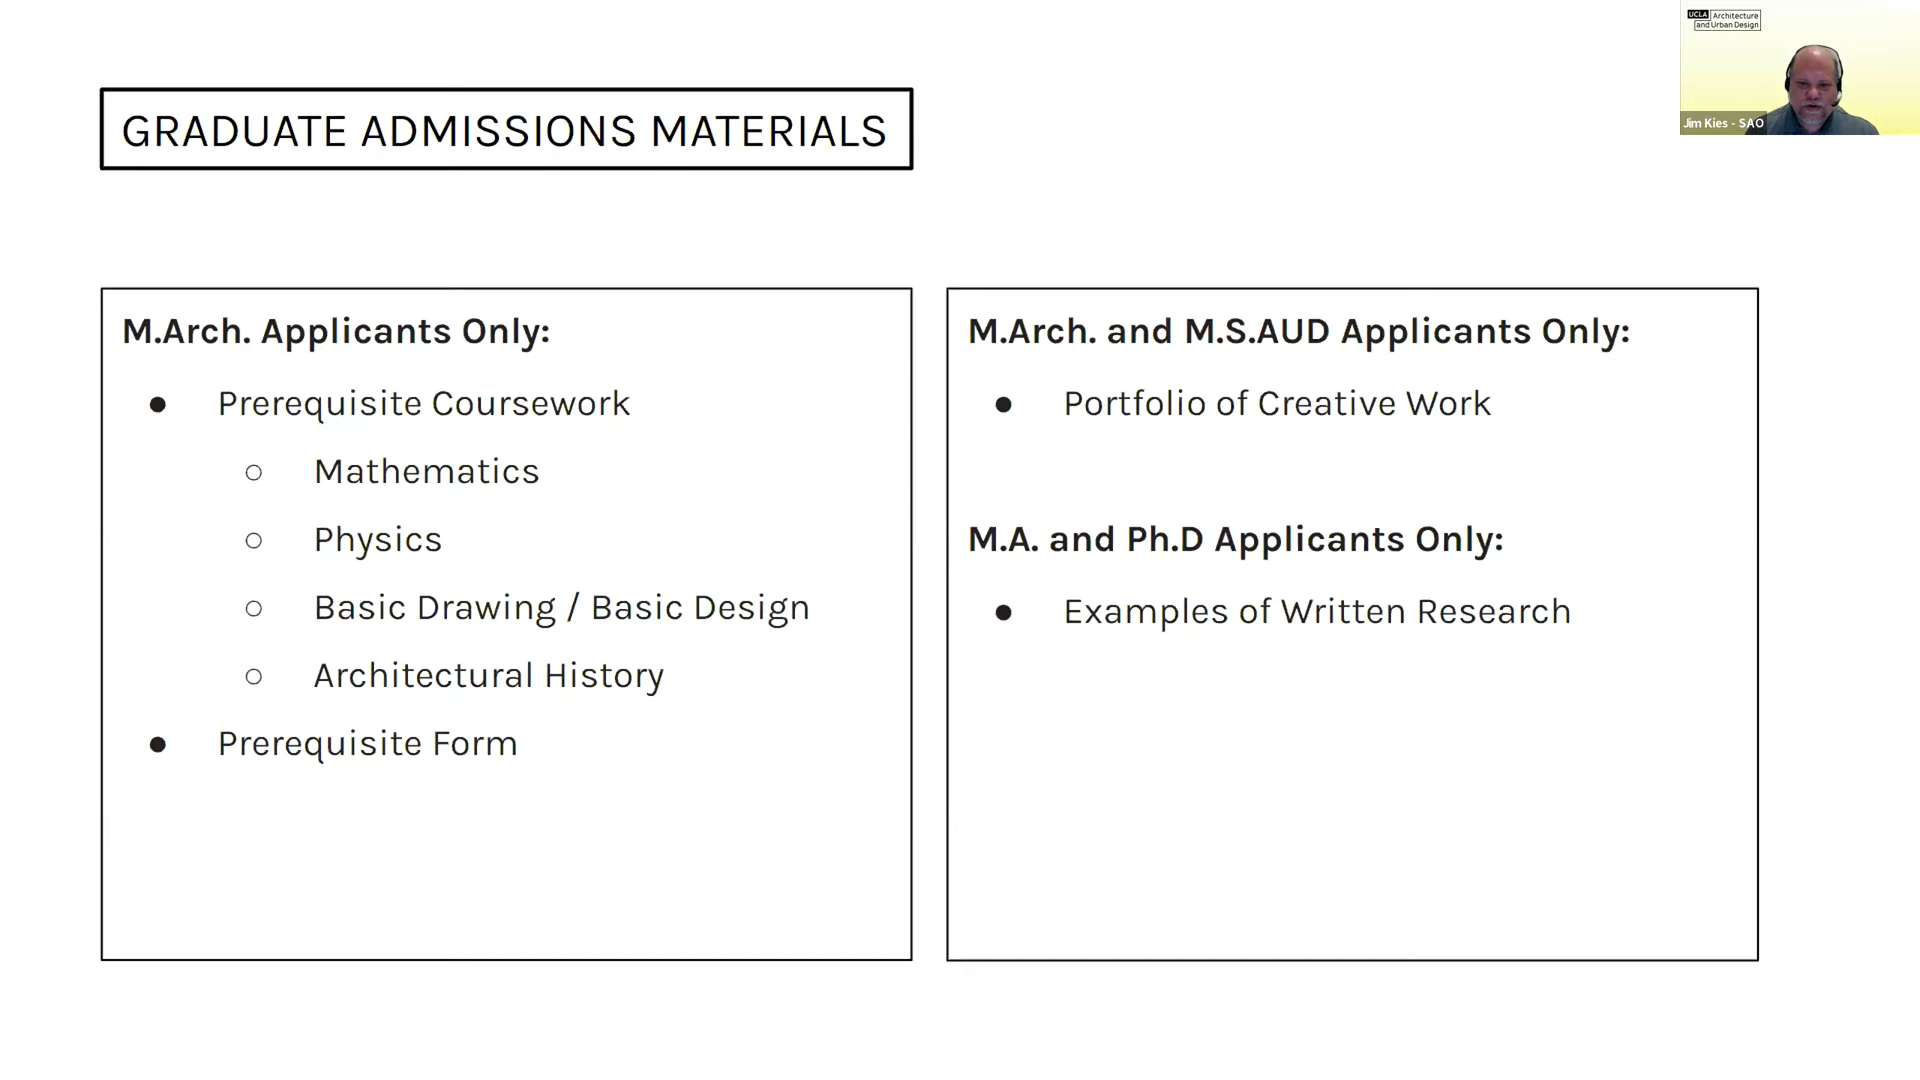 UCLA Architecture
and Urban Design
Jim Kies - SAO
GRADUATE ADMISSIONS MATERIALS
M.Arch. Applicants Only:
● Prerequisite Coursework
○ Mathematics
○ Physics
○ Basic Drawing / Basic Design
○ Architectural History
● Prerequisite Form
M.Arch. and M.S.AUD Applicants Only:
● Portfolio of Creative Work
M.A. and Ph.D Applicants Only:
● Examples of Written Research